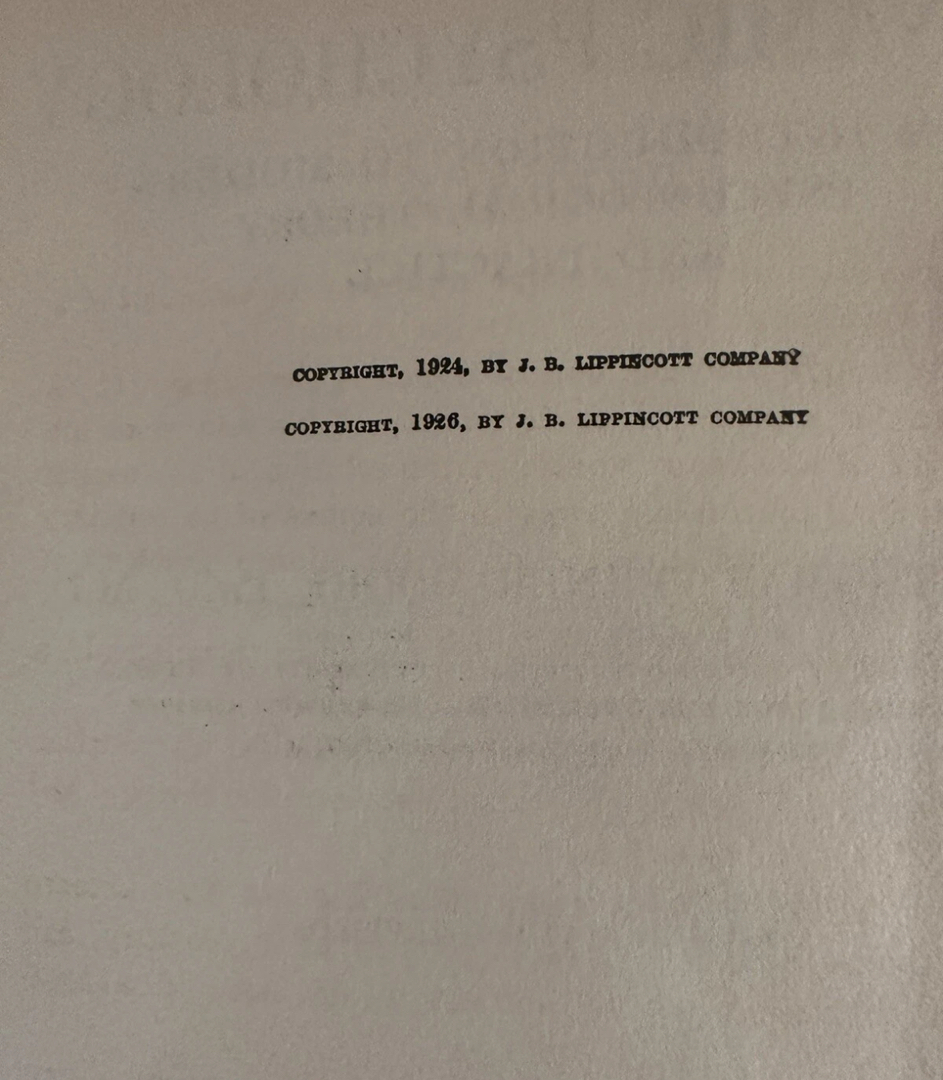 COPYRIGHT, 1924, BY J. B. LIPPINCOTT COMPANY
COPYRIGHT, 1926, BY J. B. LIPPINCOTT COMPANY